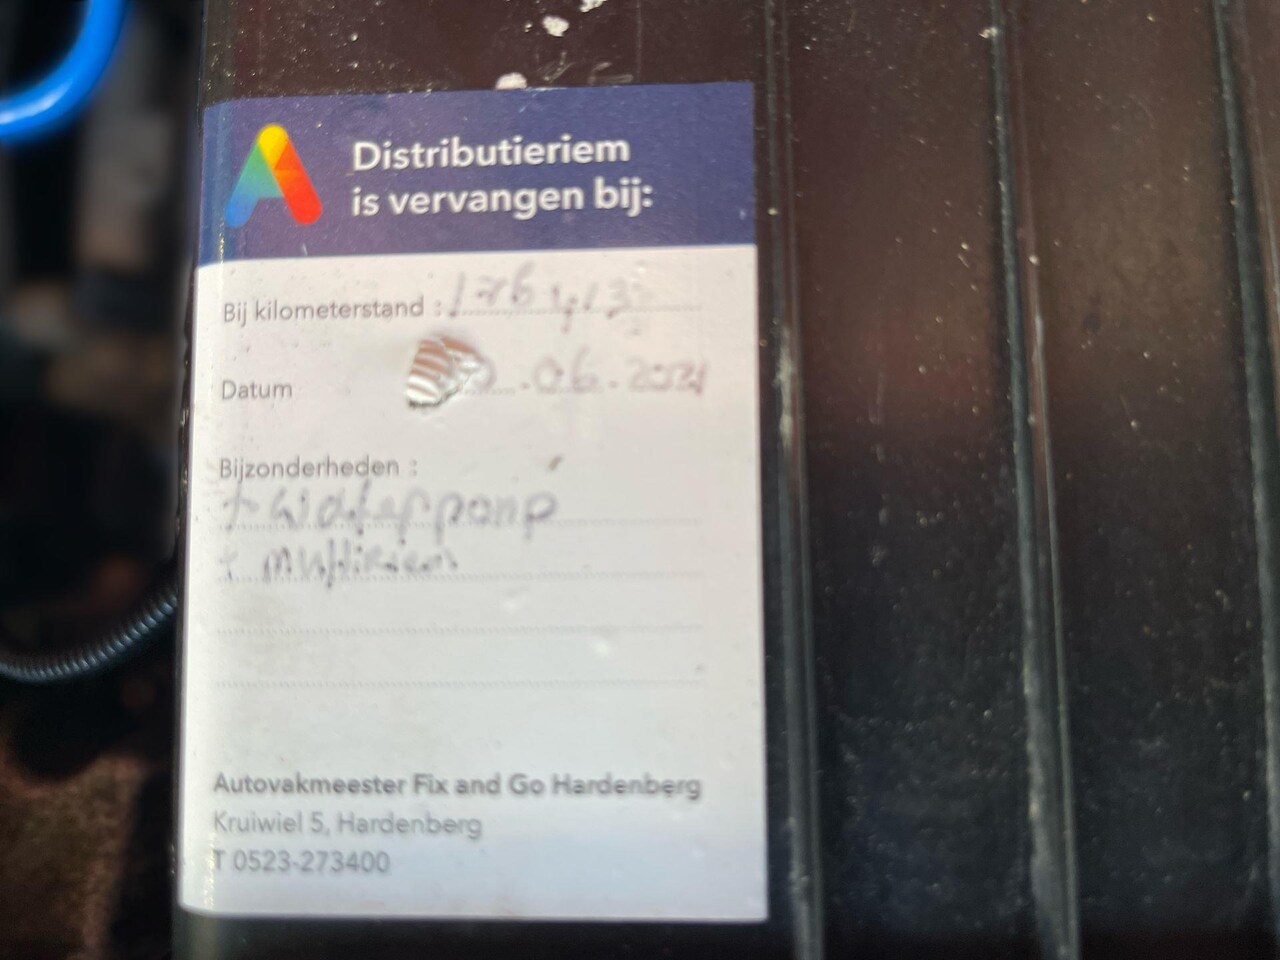 Distributieriem
is vervangen bij:
Bij kilometerstand :
Datum .06.2021
Bijzonderheden :
+ waterpomp
+ multiriem
Autovakmeester Fix and Go Hardenberg
Kruiwiel 5, Hardenberg
T 0523-273400